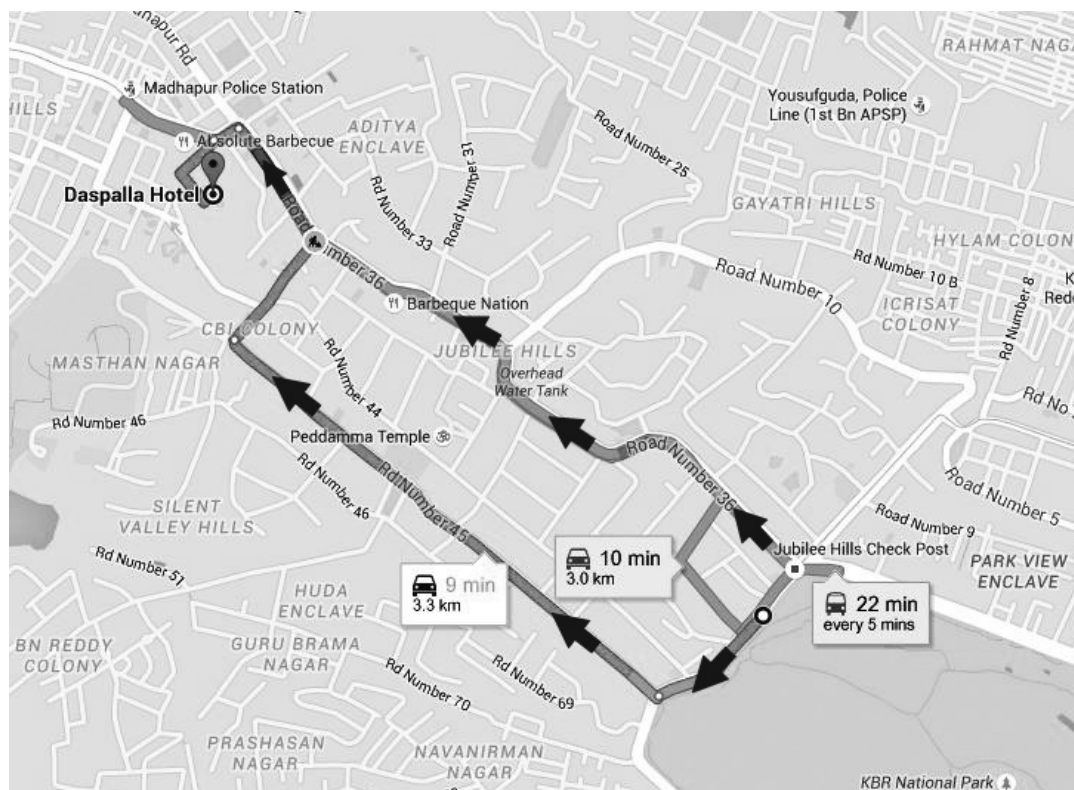 RAHMAT NAGA
Madhapur Police Station
Yousufguda, Police
Line (1st Bn APSP)
HILLS
Absolute Barbecue
ADITYA
ENCLAVE
Road Number 25
Road Number 31
Daspalla Hotel
Rd Number 33
GAYATRI HILLS
HYLAM COLON
Road Number 36
Rd Number 10 B
Road Number 10
ICRISAT
COLONY
Rd Number 8
Barbeque Nation
CBI COLONY
JUBILEE HILLS
MASTHAN NAGAR
Overhead
Water Tank
Rd Number 44
Rd No
Rd Number 46
Peddamma Temple
Road Number 36
Road Number 5
SILENT
VALLEY HILLS
Rd Number 46
Rd Number 45
Road Number 9
Jubilee Hills Check Post
Rd Number 51
10 min
3.0 km
PARK VIEW
ENCLAVE
9 min
3.3 km
HUDA
ENCLAVE
22 min
every 5 mins
BN REDDY
COLONY
GURU BRAMA
NAGAR
Rd Number 70
Rd Number 69
PRASHASAN
NAGAR
NAVANIRMAN
NAGAR
KBR National Park